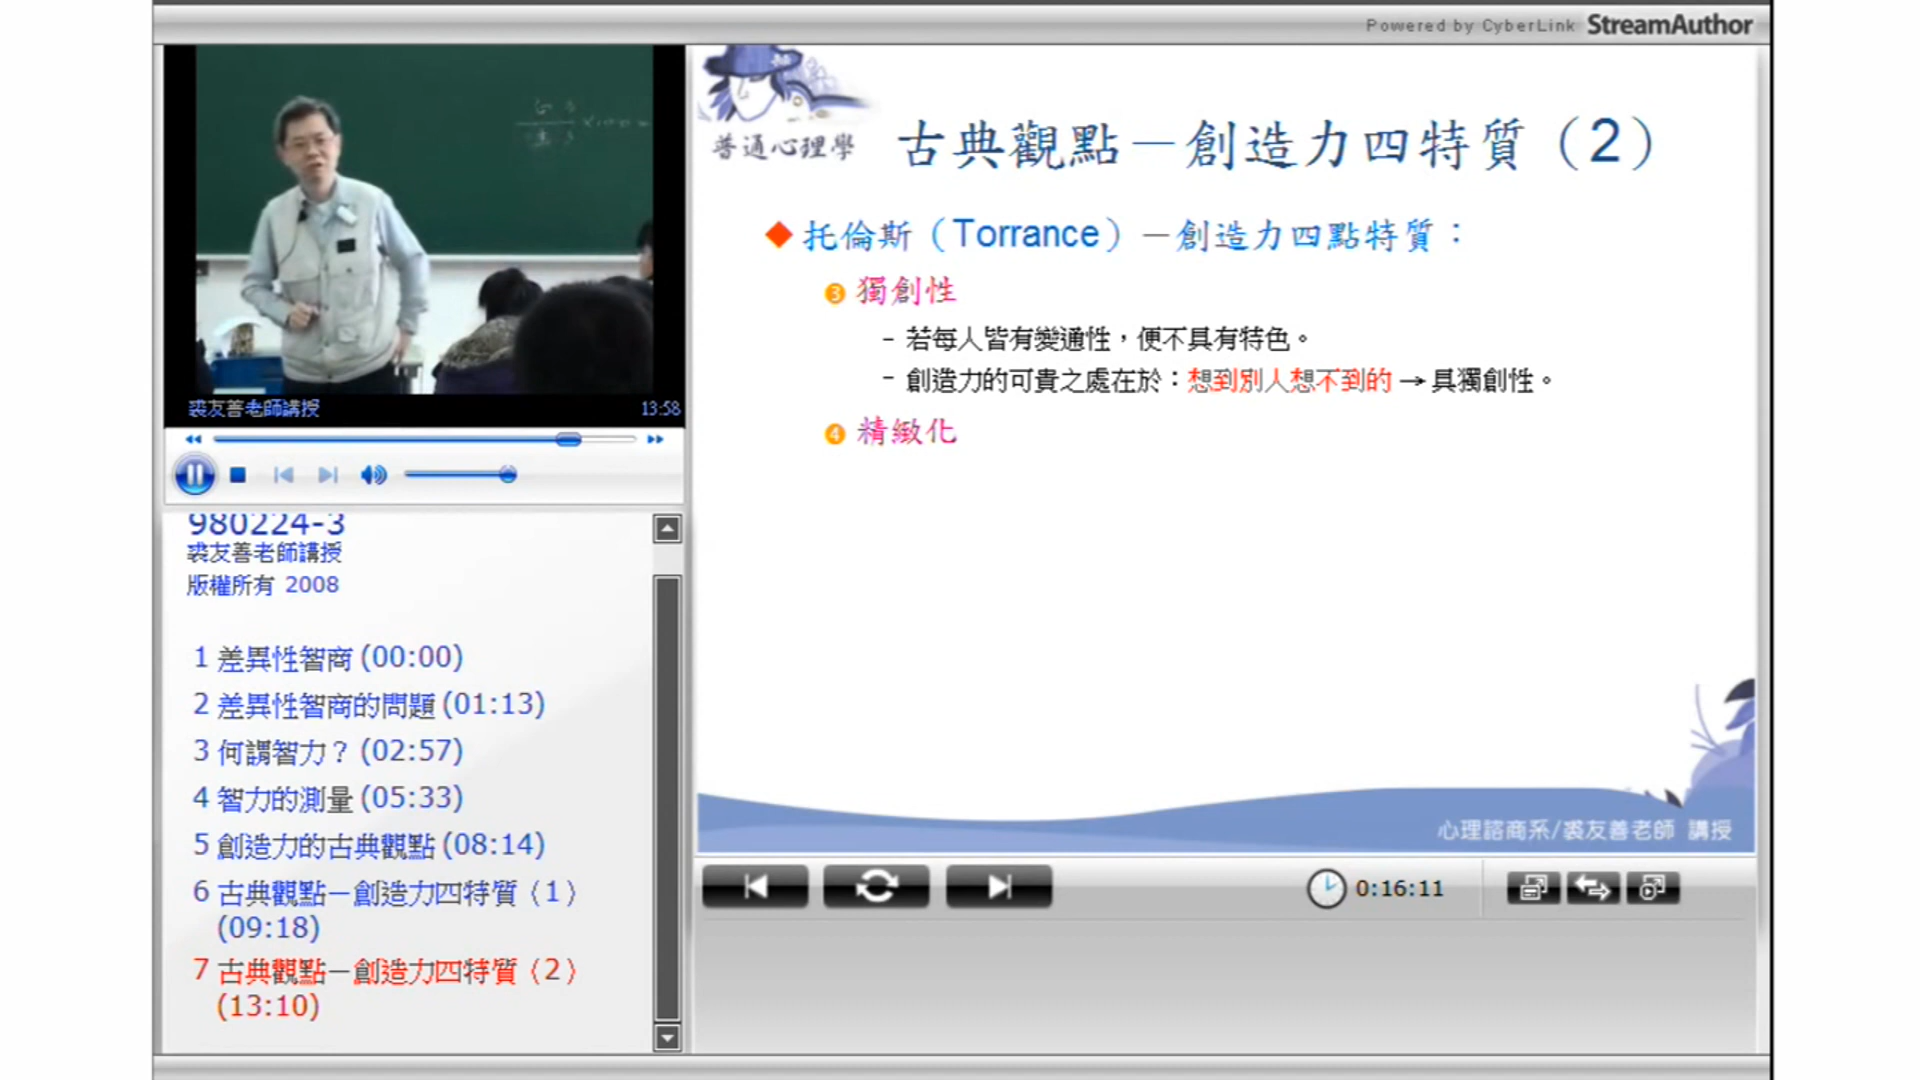 Powered by CyberLink StreamAuthor
普通心理學
古典觀點－創造力四特質（2）
托倫斯（Torrance）－創造力四點特質：
3 獨創性
- 若每人皆有變通性，便不具有特色。
- 創造力的可貴之處在於：想到別人想不到的→具獨創性。
4 精緻化
心理諮商系/裘友善老師 講授
裘友善老師講授
13:58
980224-3
裘友善老師講授
版權所有 2008
1 差異性智商 (00:00)
2 差異性智商的問題 (01:13)
3 何謂智力？ (02:57)
4 智力的測量 (05:33)
5 創造力的古典觀點 (08:14)
6 古典觀點－創造力四特質（1）
(09:18)
7 古典觀點－創造力四特質（2）
(13:10)
0:16:11